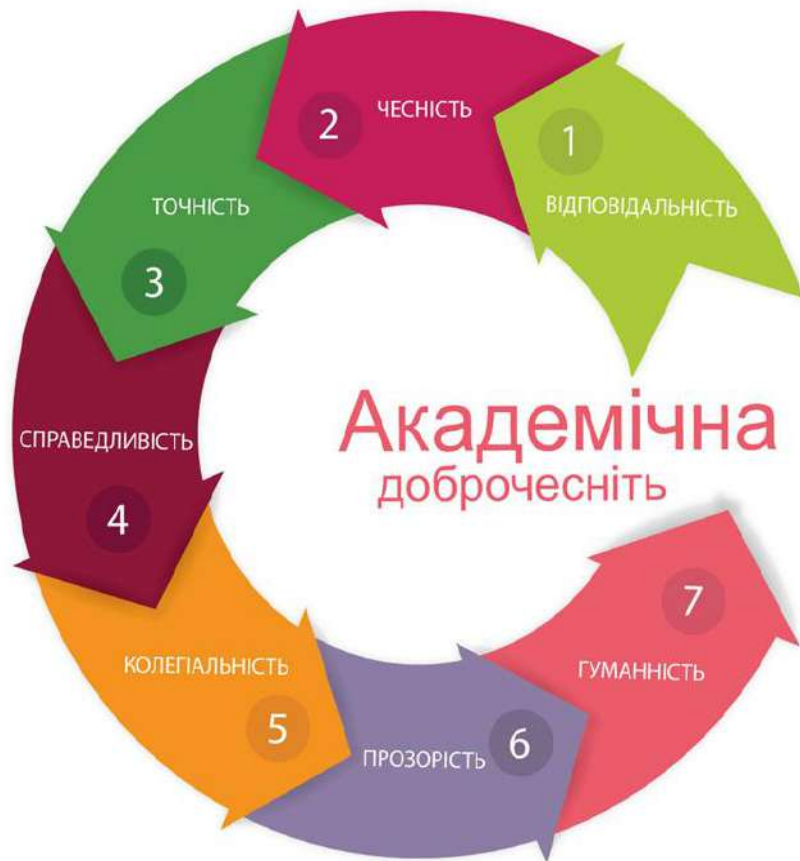 1
ВІДПОВІДАЛЬНІСТЬ
2
ЧЕСНІСТЬ
ТОЧНІСТЬ
3
СПРАВЕДЛИВІСТЬ
4
КОЛЕГІАЛЬНІСТЬ
5
ПРОЗОРІСТЬ
6
7
ГУМАННІСТЬ
Академічна
доброчесніть